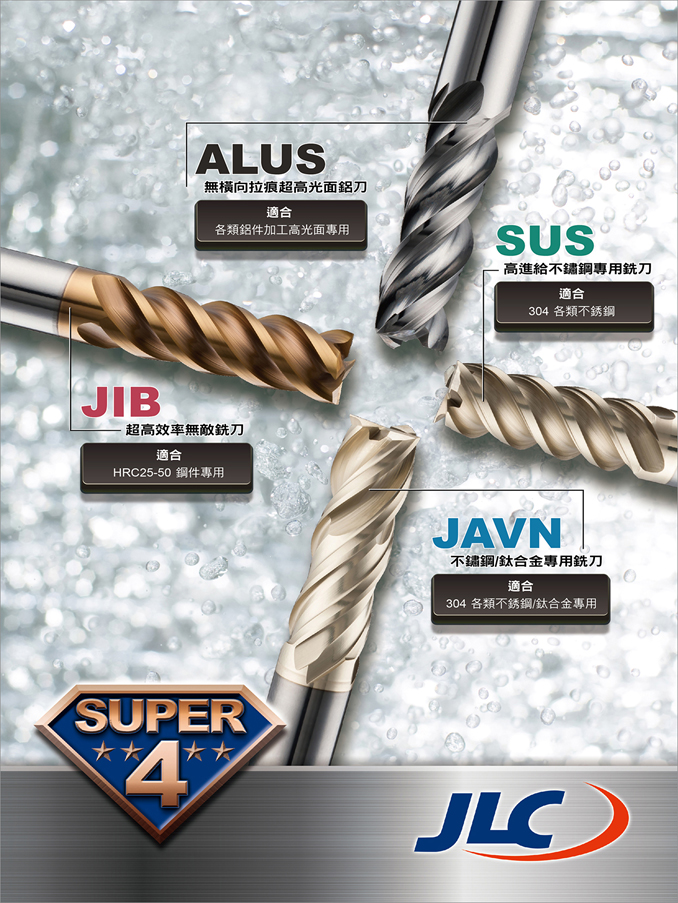 ALUS
無橫向拉痕超高光面鋁刀
適合
各類鋁件加工高光面專用
SUS
高進給不鏽鋼專用銑刀
適合
304 各類不銹鋼
JIB
超高效率無敵銑刀
適合
HRC25-50 鋼件專用
JAVN
不鏽鋼/鈦合金專用銑刀
適合
304 各類不銹鋼/鈦合金專用
SUPER
4
JLC